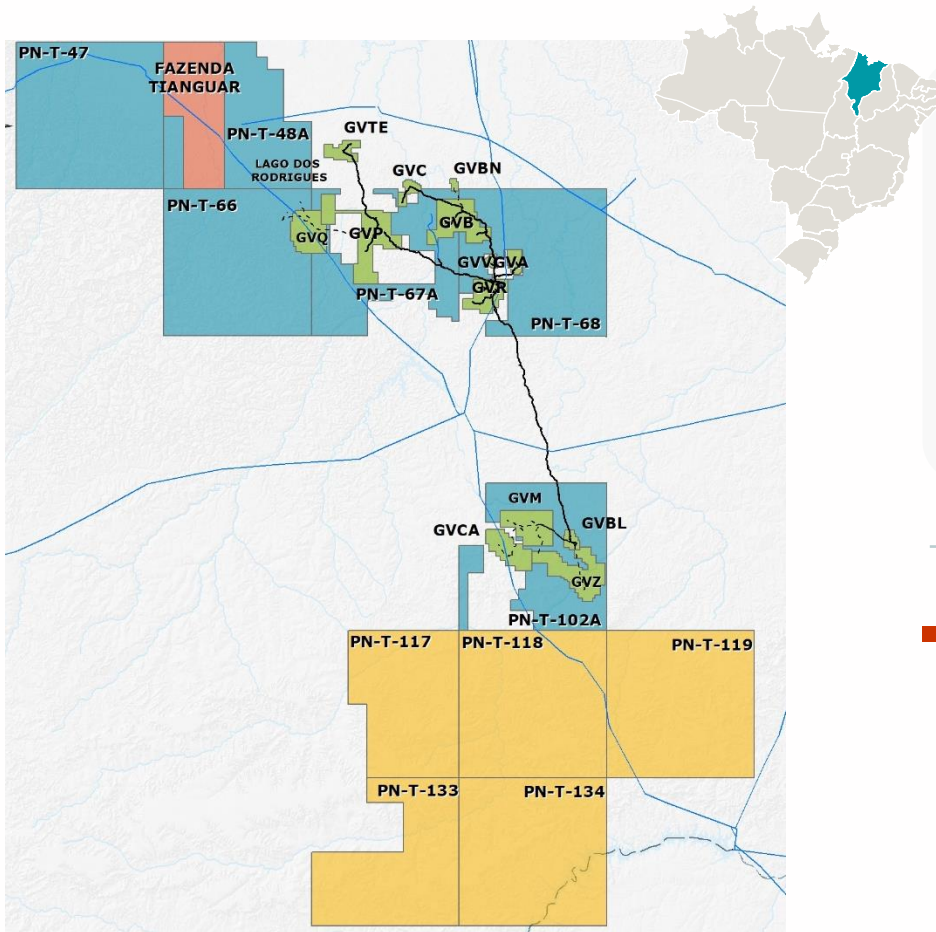 PN-T-47
FAZENDA
TIANGUAR
PN-T-48A
GVTE
LAGO DOS
RODRIGUES
GVC
GVBN
PN-T-66
GVQ
GVP
GVB
GVV
GVA
GVR
PN-T-67A
PN-T-68
GVM
GVCA
GVBL
GVZ
PN-T-102A
PN-T-117
PN-T-118
PN-T-119
PN-T-133
PN-T-134